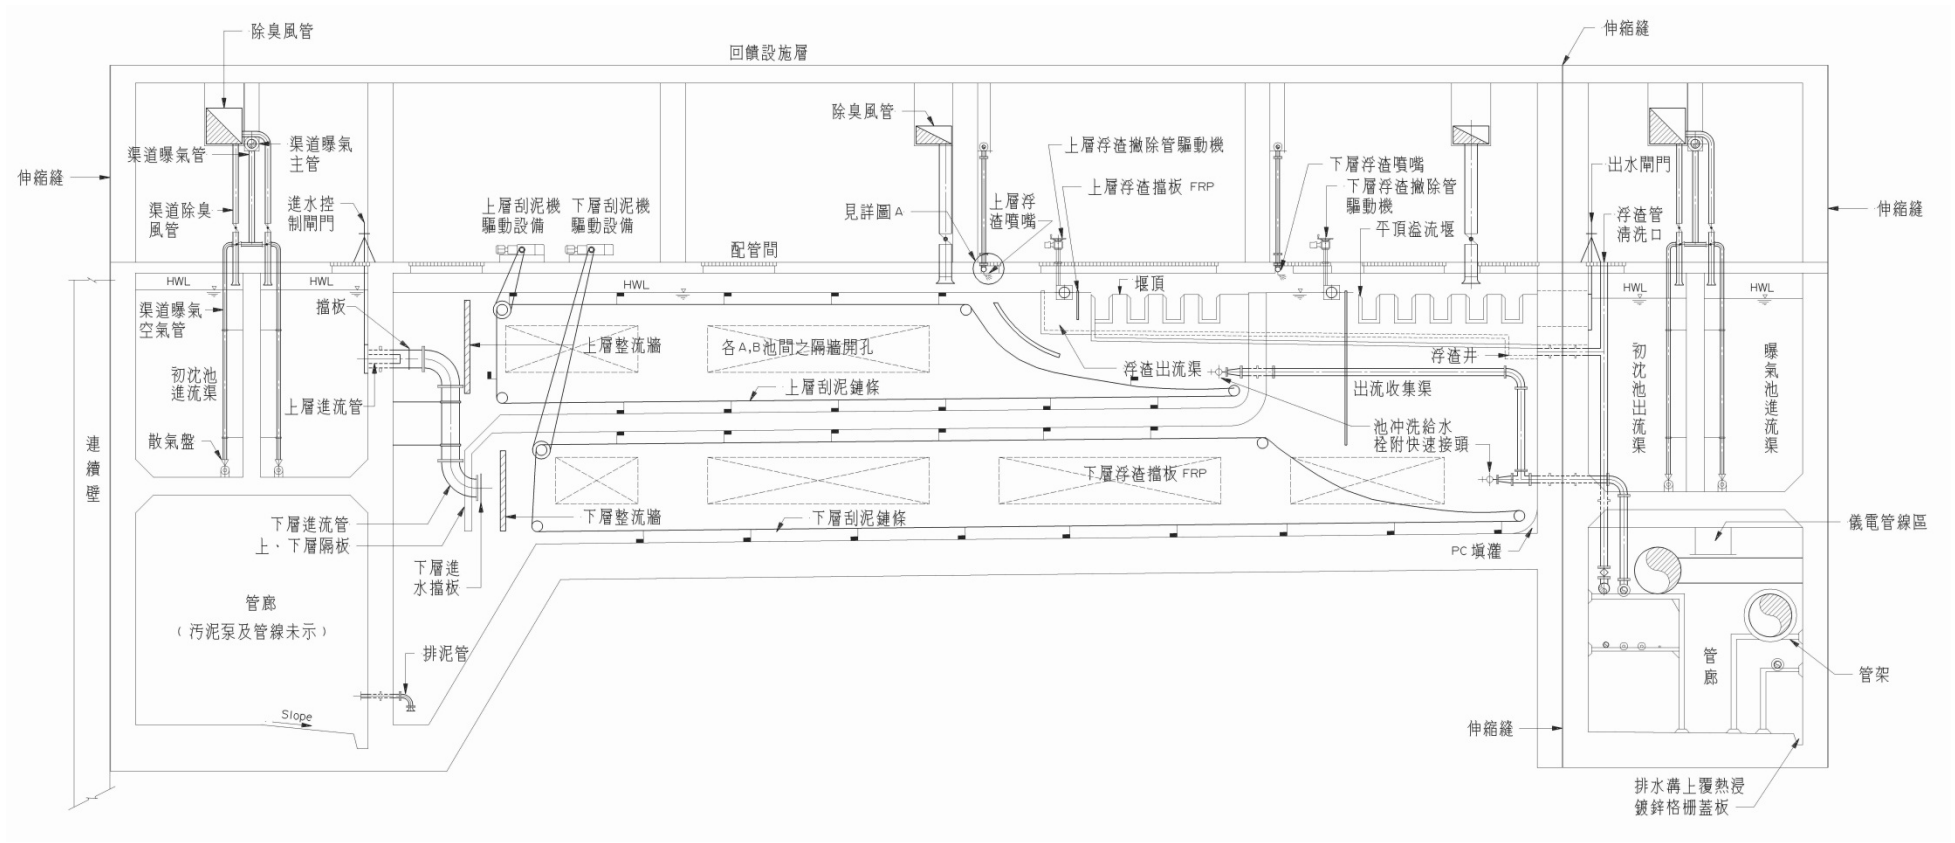 除臭風管
回饋設施層
伸縮縫
除臭風管
渠道曝氣管
渠道曝氣
主管
上層浮渣撇除管驅動機
下層浮渣噴嘴
出水閘門
伸縮縫
上層浮渣擋板 FRP
下層浮渣撇除管
驅動機
渠道除臭
風管
進水控
制閘門
上層刮泥機
驅動設備
下層刮泥機
驅動設備
見詳圖A
上層浮
渣噴嘴
平頂溢流堰
浮渣管
清洗口
伸縮縫
配管間
HWL
HWL
HWL
HWL
HWL
堰頂
渠道曝氣
空氣管
擋板
上層整流牆
各A,B池間之隔牆開孔
浮渣出流渠
浮渣井
初沈池
進流渠
上層進流管
上層刮泥鏈條
出流收集渠
初沈池出流渠
曝氣池進流渠
散氣盤
池冲洗給水
栓附快速接頭
連續壁
下層浮渣擋板 FRP
下層進流管
上、下層隔板
下層整流牆
下層刮泥鏈條
PC 填灌
儀電管線區
下層進
水擋板
管廊
(汚泥泵及管線未示)
排泥管
管廊
管架
Slope
伸縮縫
排水溝上覆熱浸
鍍鋅格柵蓋板